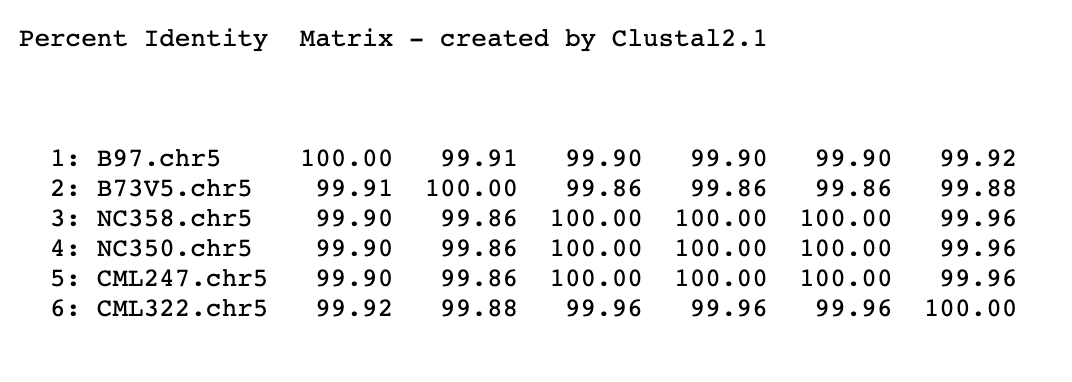 Percent Identity  Matrix - created by Clustal2.1
1: B97.chr5     100.00   99.91   99.90   99.90   99.90   99.92
2: B73V5.chr5    99.91  100.00   99.86   99.86   99.86   99.88
3: NC358.chr5    99.90   99.86  100.00  100.00  100.00   99.96
4: NC350.chr5    99.90   99.86  100.00  100.00  100.00   99.96
5: CML247.chr5   99.90   99.86  100.00  100.00  100.00   99.96
6: CML322.chr5   99.92   99.88   99.96   99.96   99.96  100.00